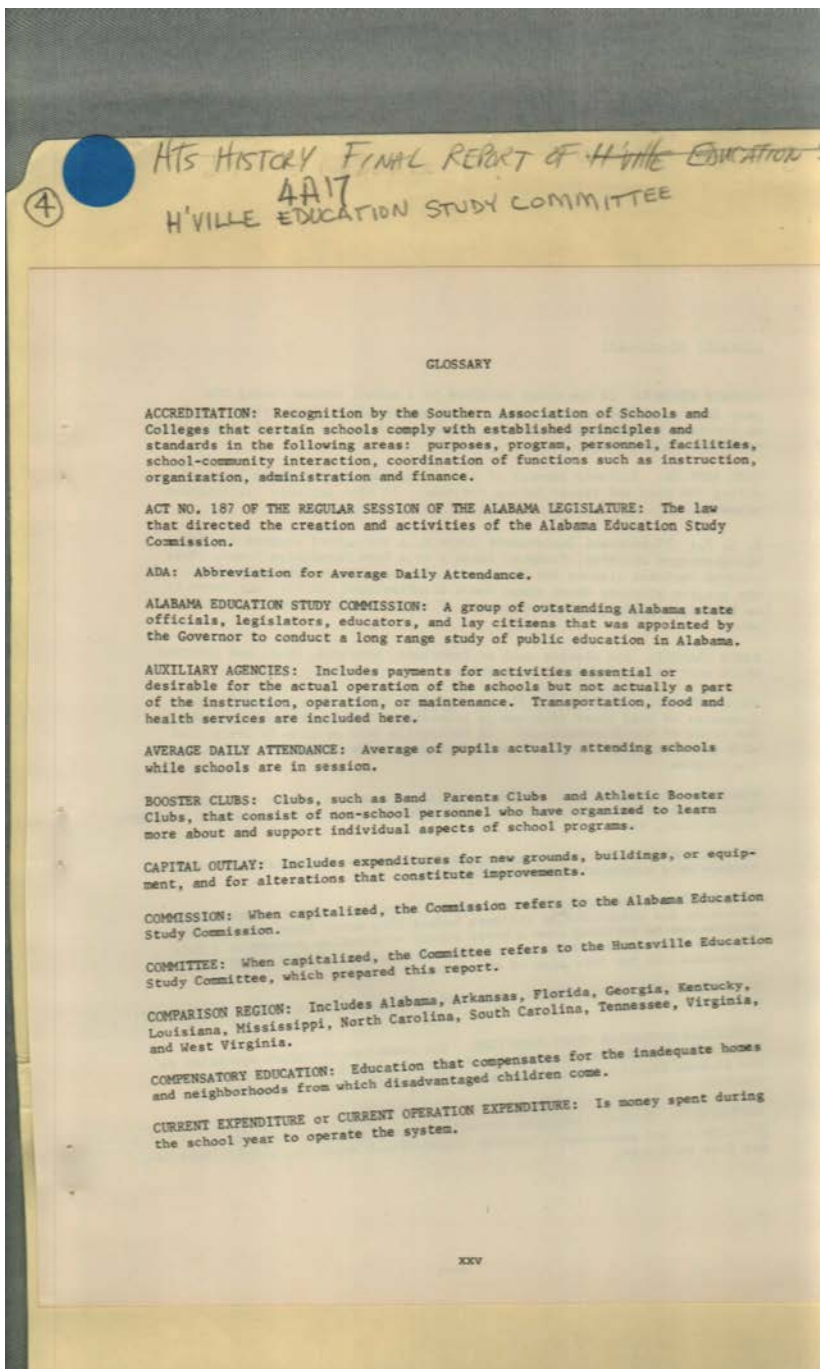 HTS HISTORY FINAL REPORT OF H'VILLE EDUCATION
4A17
④ H'VILLE EDUCATION STUDY COMMITTEE
GLOSSARY
ACCREDITATION: Recognition by the Southern Association of Schools and
Colleges that certain schools comply with established principles and
standards in the following areas: purposes, program, personnel, facilities,
school-community interaction, coordination of functions such as instruction,
organization, administration and finance.
ACT NO. 187 OF THE REGULAR SESSION OF THE ALABAMA LEGISLATURE: The law
that directed the creation and activities of the Alabama Education Study
Commission.
ADA: Abbreviation for Average Daily Attendance.
ALABAMA EDUCATION STUDY COMMISSION: A group of outstanding Alabama state
officials, legislators, educators, and lay citizens that was appointed by
the Governor to conduct a long range study of public education in Alabama.
AUXILIARY AGENCIES: Includes payments for activities essential or
desirable for the actual operation of the schools but not actually a part
of the instruction, operation, or maintenance. Transportation, food and
health services are included here.
AVERAGE DAILY ATTENDANCE: Average of pupils actually attending schools
while schools are in session.
BOOSTER CLUBS: Clubs, such as Band Parents Clubs and Athletic Booster
Clubs, that consist of non-school personnel who have organized to learn
more about and support individual aspects of school programs.
CAPITAL OUTLAY: Includes expenditures for new grounds, buildings, or equip-
ment, and for alterations that constitute improvements.
COMMISSION: When capitalized, the Commission refers to the Alabama Education
Study Commission.
COMMITTEE: When capitalized, the Committee refers to the Huntsville Education
Study Committee, which prepared this report.
COMPARISON REGION: Includes Alabama, Arkansas, Florida, Georgia, Kentucky,
Louisiana, Mississippi, North Carolina, South Carolina, Tennessee, Virginia,
and West Virginia.
COMPENSATORY EDUCATION: Education that compensates for the inadequate homes
and neighborhoods from which disadvantaged children come.
CURRENT EXPENDITURE or CURRENT OPERATION EXPENDITURE: Is money spent during
the school year to operate the system.
xxv